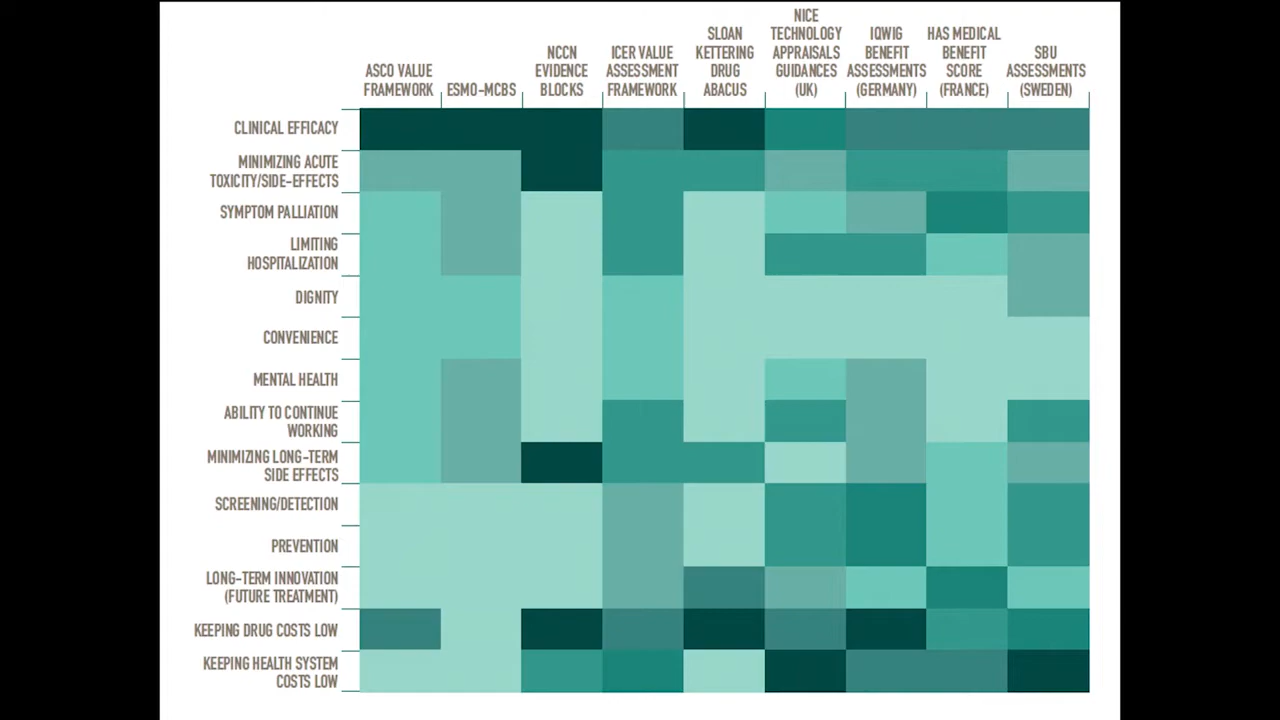 ASCO VALUE
FRAMEWORK
ESMO-MCBS
NCCN
EVIDENCE
BLOCKS
ICER VALUE
ASSESSMENT
FRAMEWORK
SLOAN
KETTERING
DRUG
ABACUS
NICE
TECHNOLOGY
APPRAISALS
GUIDANCES
(UK)
IQWIG
BENEFIT
ASSESSMENTS
(GERMANY)
HAS MEDICAL
BENEFIT
SCORE
(FRANCE)
SBU
ASSESSMENTS
(SWEDEN)
CLINICAL EFFICACY
MINIMIZING ACUTE
TOXICITY/SIDE-EFFECTS
SYMPTOM PALLIATION
LIMITING
HOSPITALIZATION
DIGNITY
CONVENIENCE
MENTAL HEALTH
ABILITY TO CONTINUE
WORKING
MINIMIZING LONG-TERM
SIDE EFFECTS
SCREENING/DETECTION
PREVENTION
LONG-TERM INNOVATION
(FUTURE TREATMENT)
KEEPING DRUG COSTS LOW
KEEPING HEALTH SYSTEM
COSTS LOW